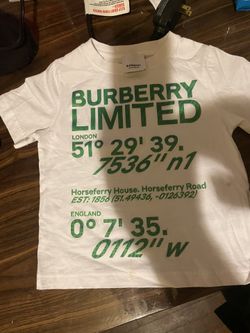 BURBERRY
LIMITED
LONDON
51° 29' 39.
7536" n1
Horseferry House. Horseferry Road
EST: 1856 (51.49436, -0126392)
ENGLAND
0° 7' 35.
0112" w